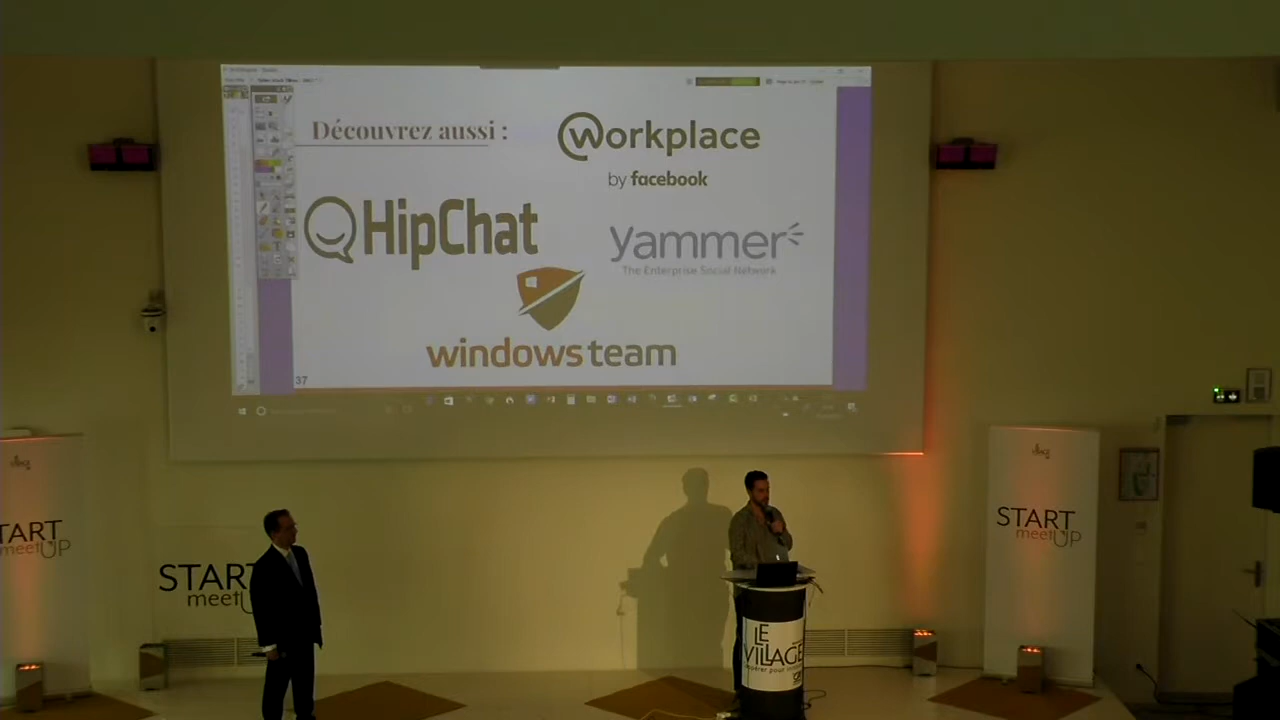 Découvrez aussi :
workplace
by facebook
HipChat
yammer
The Enterprise Social Network
windows team
37
START
meetUP
START
meetUP
TART
meetUP
LE
VILLAGE